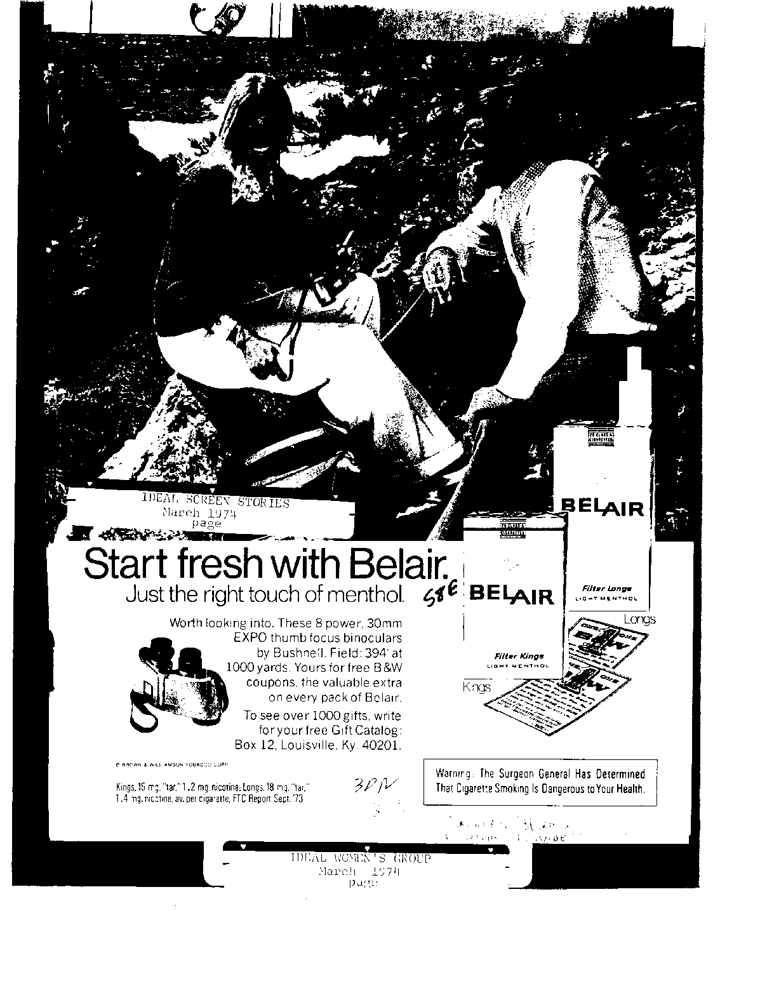 IDEAL SCREEN STORIES
March 1974
page
Start fresh with Belair.
Just the right touch of menthol.
BELAIR
Filter Longs
LIGHT MENTHOL
Longs
BELAIR
Filter Kings
LIGHT MENTHOL
Kings
Worth looking into. These 8 power, 30mm
EXPO thumb focus binoculars
by Bushnell. Field: 394' at
1000 yards. Yours for free B&W
coupons, the valuable extra
on every pack of Belair.
To see over 1000 gifts, write
for your free Gift Catalog:
Box 12, Louisville, Ky. 40201.
© BROWN & WILLIAMSON TOBACCO CORP.
Kings, 15 mg. "tar," 1.2 mg. nicotine; Longs, 18 mg. "tar,"
1.4 mg. nicotine, av. per cigarette, FTC Report Sept. '73
Warning: The Surgeon General Has Determined
That Cigarette Smoking Is Dangerous to Your Health.
IDEAL WOMEN'S GROUP
March 1974
page